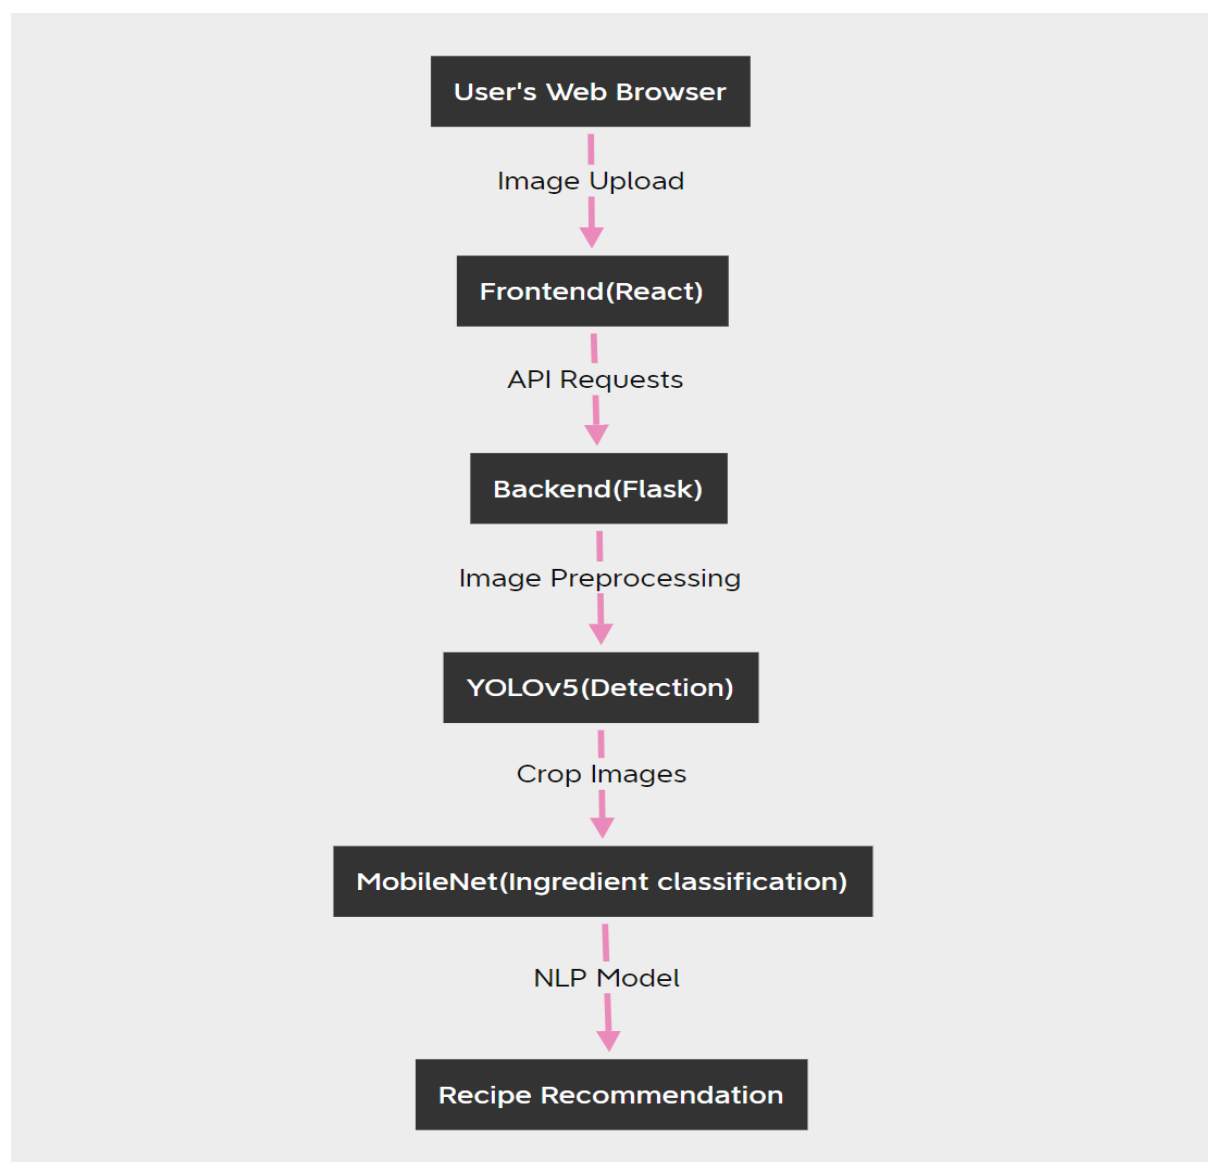 User's Web Browser
Image Upload
Frontend(React)
API Requests
Backend(Flask)
Image Preprocessing
YOLOv5(Detection)
Crop Images
MobileNet(Ingredient classification)
NLP Model
Recipe Recommendation